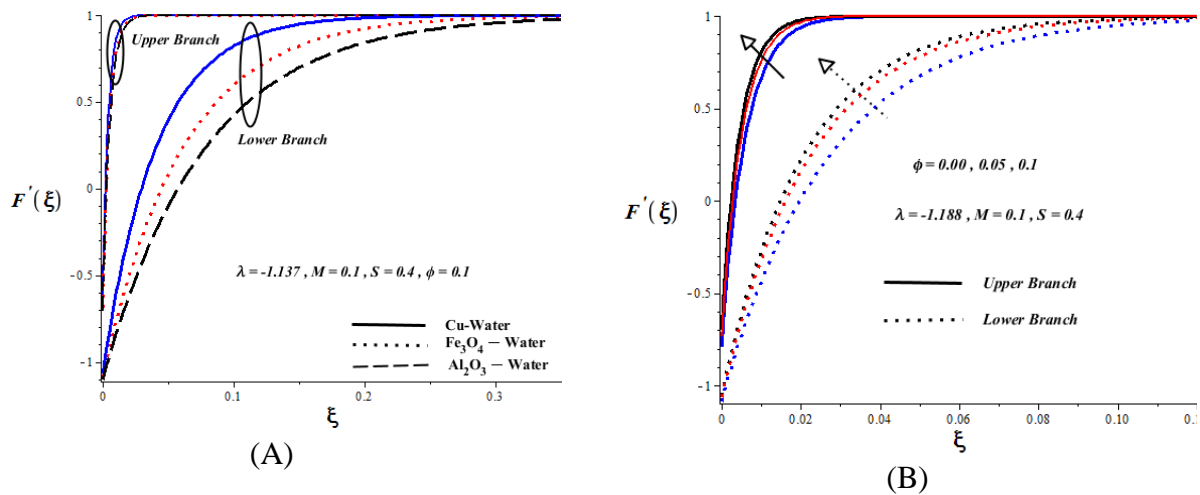 1
Upper Branch
0.5
Lower Branch
F'(ξ)
0
λ = -1.137 , M = 0.1 , S = 0.4 , ϕ = 0.1
-0.5
Cu-Water
Fe₃O₄ – Water
Al₂O₃ – Water
-1
0 0.1 0.2 0.3
ξ
(A)
1
0.5
ϕ = 0.00 , 0.05 , 0.1
F'(ξ)
0
λ = -1.188 , M = 0.1 , S = 0.4
-0.5
Upper Branch
Lower Branch
-1
0 0.02 0.04 0.06 0.08 0.10
ξ
(B)